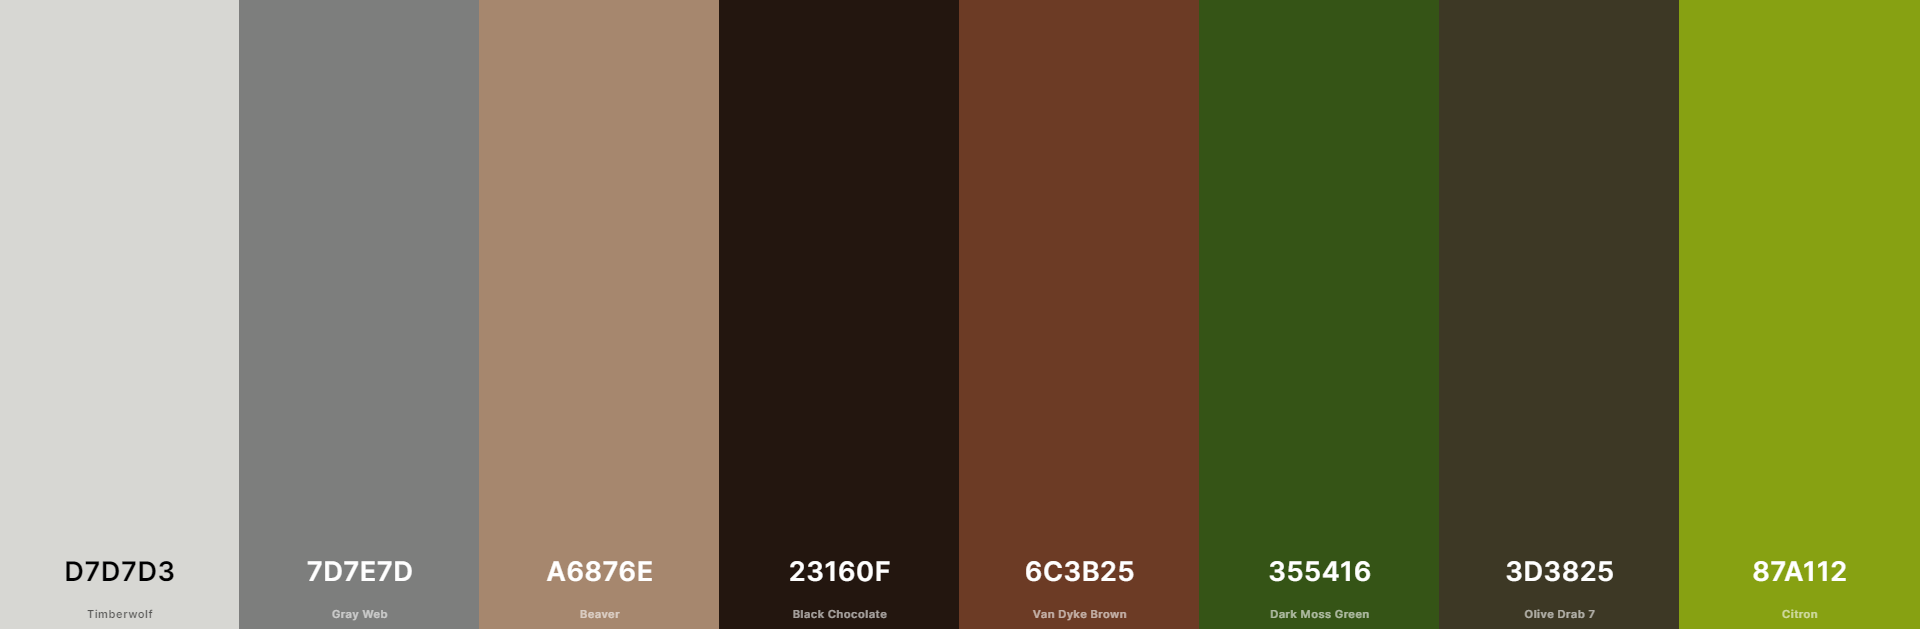 D7D7D3
Timberwolf
7D7E7D
Gray Web
A6876E
Beaver
23160F
Black Chocolate
6C3B25
Van Dyke Brown
355416
Dark Moss Green
3D3825
Olive Drab 7
87A112
Citron